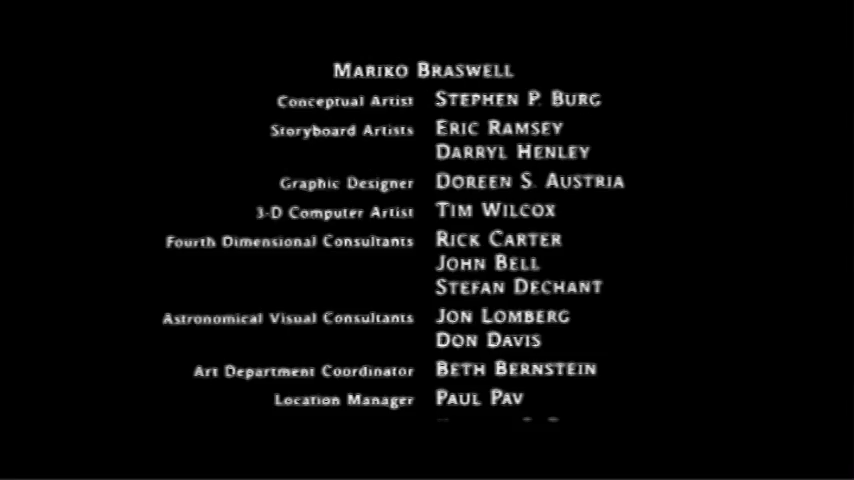 MARIKO BRASWELL
Conceptual Artist STEPHEN P. BURG
Storyboard Artists ERIC RAMSEY
DARRYL HENLEY
Graphic Designer DOREEN S. AUSTRIA
3-D Computer Artist TIM WILCOX
Fourth Dimensional Consultants RICK CARTER
JOHN BELL
STEFAN DECHANT
Astronomical Visual Consultants JON LOMBERG
DON DAVIS
Art Department Coordinator BETH BERNSTEIN
Location Manager PAUL PAV